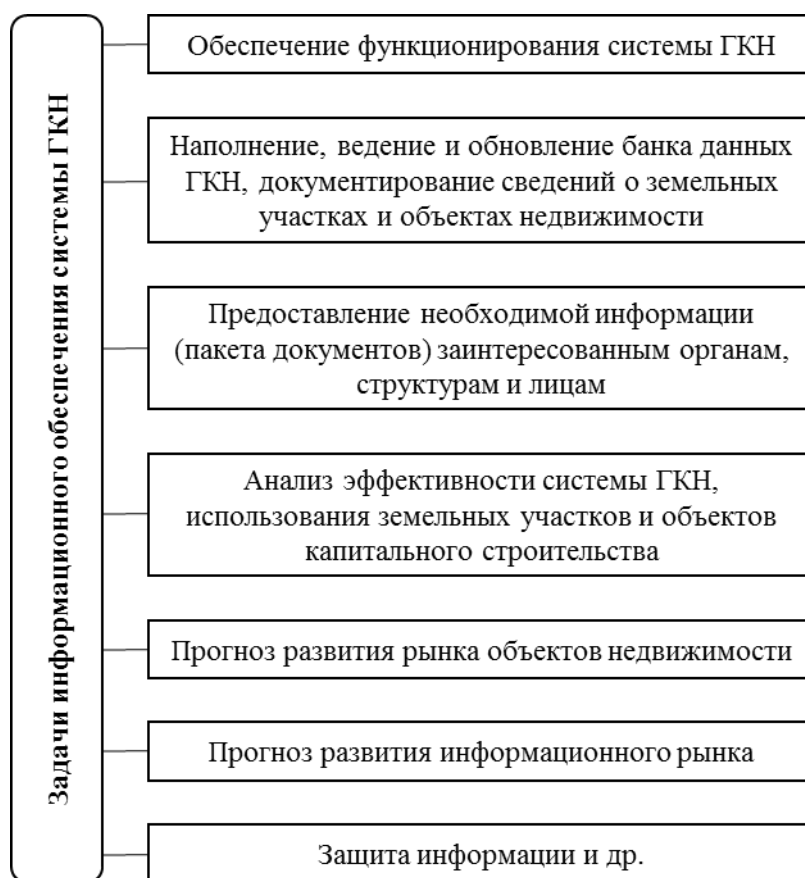 Задачи информационного обеспечения системы ГКН
Обеспечение функционирования системы ГКН
Наполнение, ведение и обновление банка данных
ГКН, документирование сведений о земельных
участках и объектах недвижимости
Предоставление необходимой информации
(пакета документов) заинтересованным органам,
структурам и лицам
Анализ эффективности системы ГКН,
использования земельных участков и объектов
капитального строительства
Прогноз развития рынка объектов недвижимости
Прогноз развития информационного рынка
Защита информации и др.